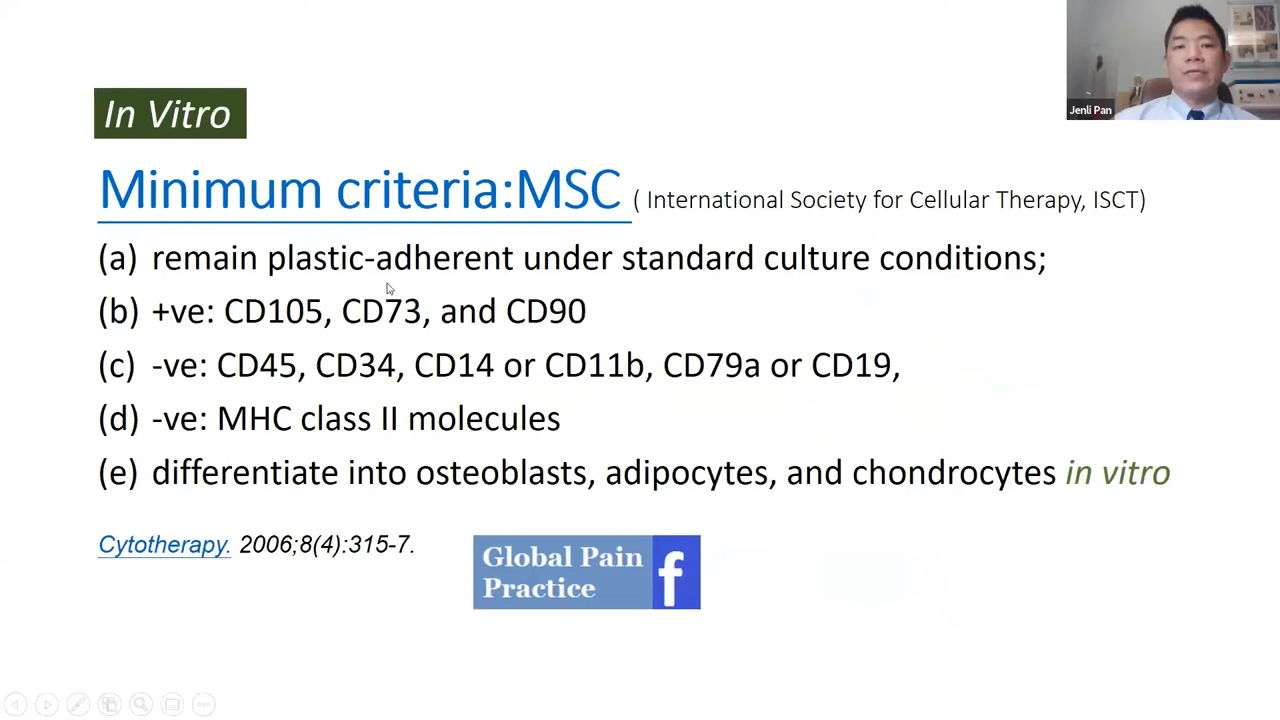 Jenli Pan
In Vitro
Minimum criteria:MSC ( International Society for Cellular Therapy, ISCT)
(a) remain plastic-adherent under standard culture conditions;
(b) +ve: CD105, CD73, and CD90
(c) -ve: CD45, CD34, CD14 or CD11b, CD79a or CD19,
(d) -ve: MHC class II molecules
(e) differentiate into osteoblasts, adipocytes, and chondrocytes in vitro
Cytotherapy. 2006;8(4):315-7.
Global Pain
Practice
f